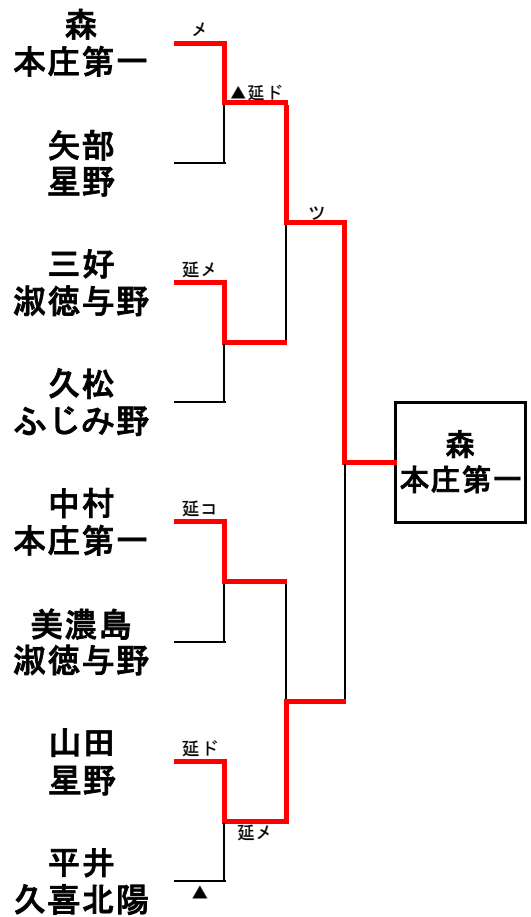 森
本庄第一
メ
▲延ド
矢部
星野
ツ
三好
淑徳与野
延メ
久松
ふじみ野
森
本庄第一
中村
本庄第一
延コ
美濃島
淑徳与野
山田
星野
延ド
延メ
平井
久喜北陽
▲